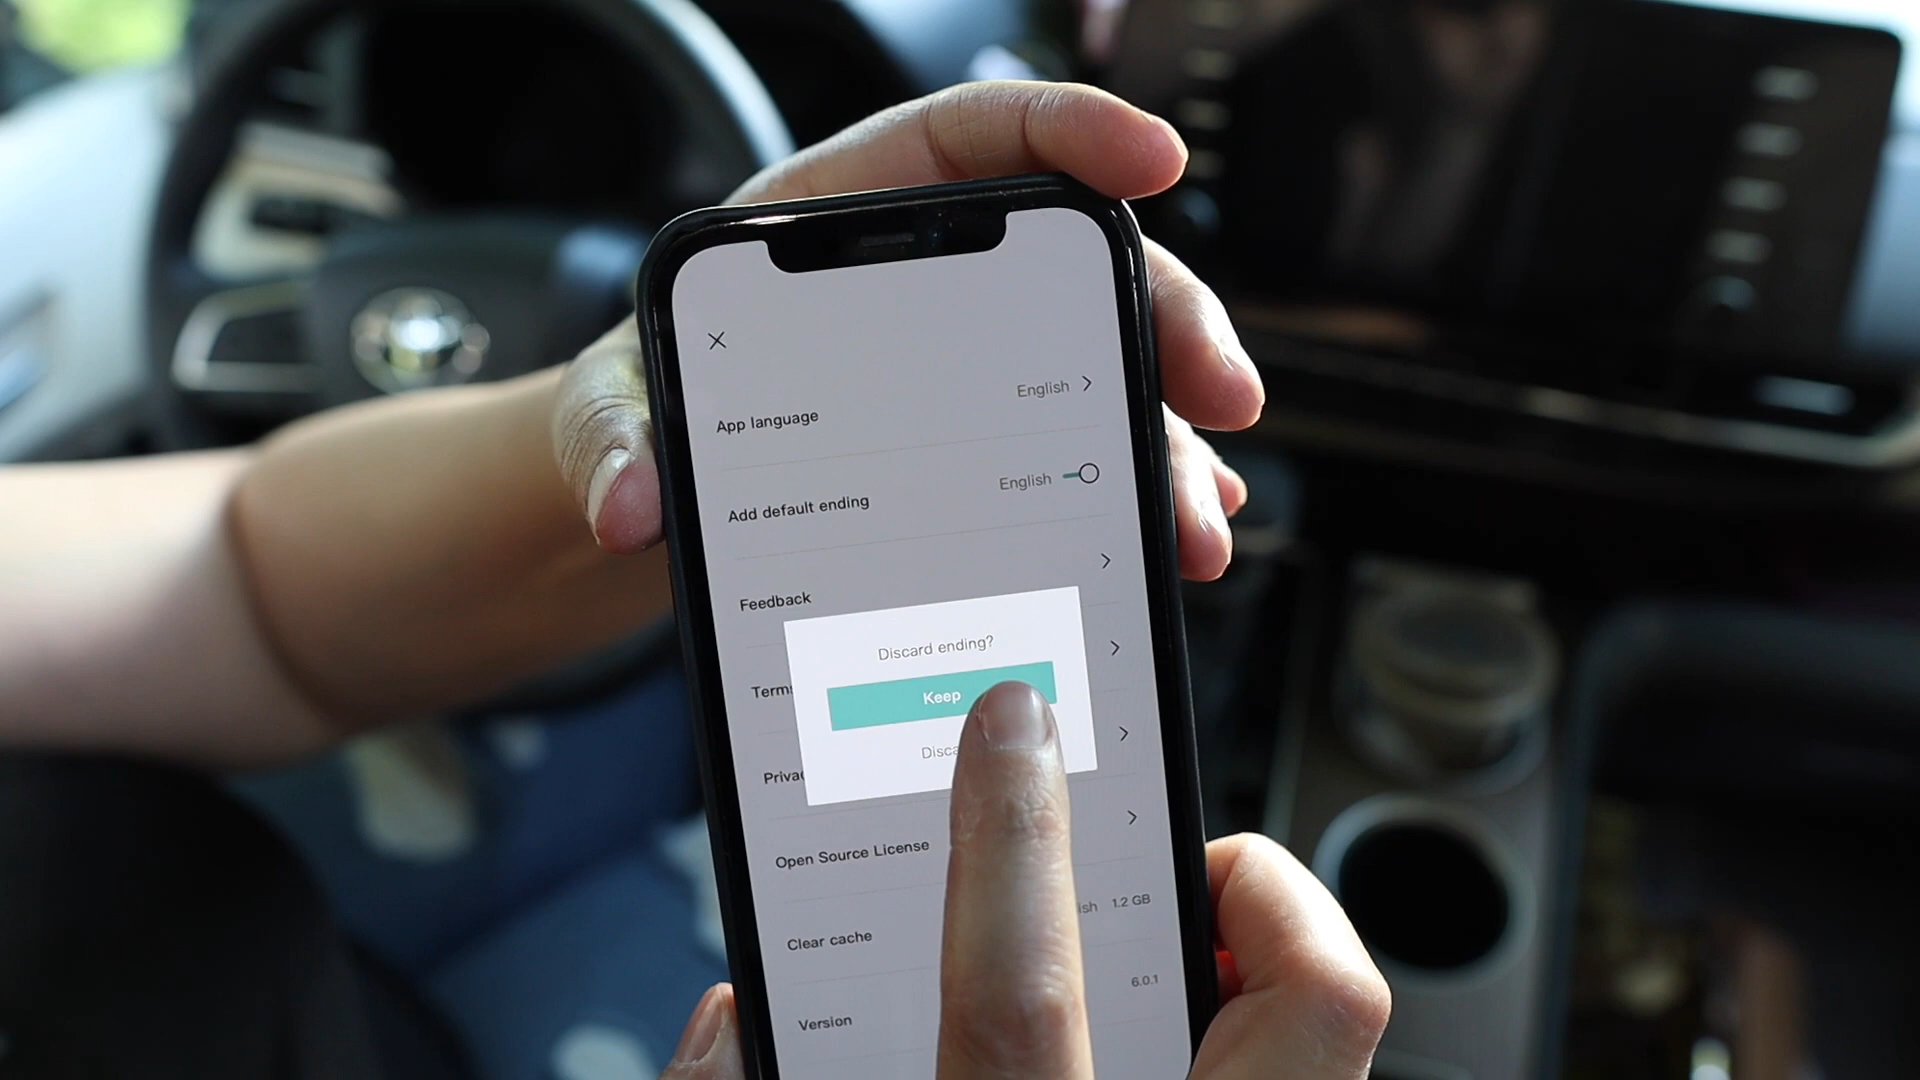 App language English
Add default ending English
Feedback
Discard ending?
Keep
Open Source License
Clear cache 1.2 GB
Version 6.0.1